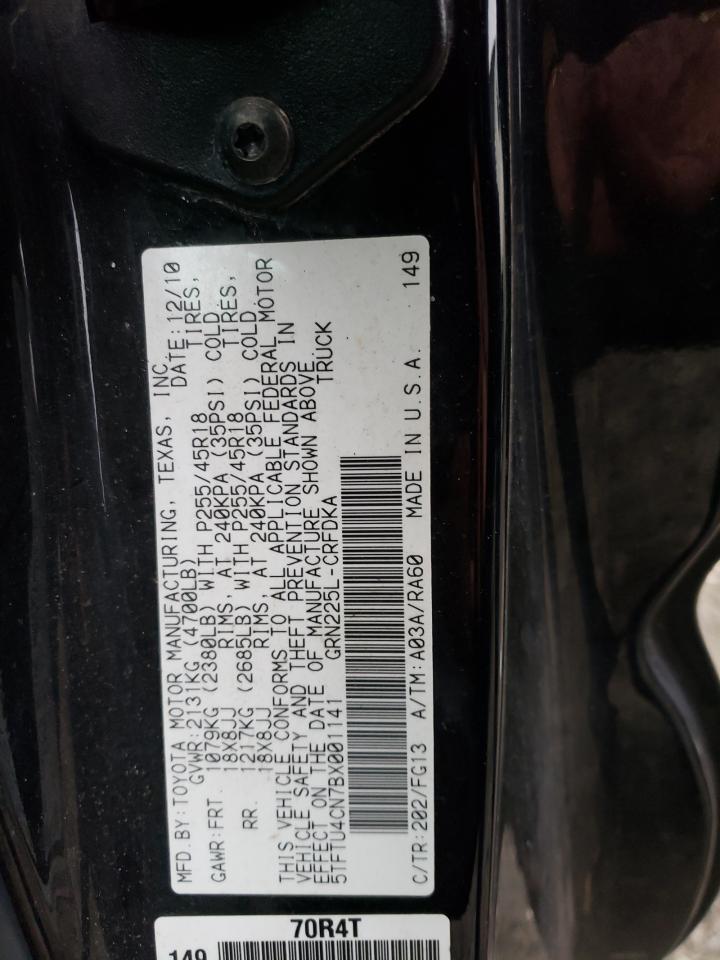 MFD.BY:TOYOTA MOTOR MANUFACTURING, TEXAS, INC.
GVWR:2131KG (4700LB) DATE:12/10
GAWR:FRT. 1079KG (2380LB) WITH P255/45R18 TIRES,
18X8JJ RIMS, AT 240KPA (35PSI) COLD.
RR. 1217KG (2685LB) WITH P255/45R18 TIRES,
18X8JJ RIMS, AT 240KPA (35PSI) COLD.
THIS VEHICLE CONFORMS TO ALL APPLICABLE FEDERAL MOTOR
VEHICLE SAFETY AND THEFT PREVENTION STANDARDS IN
EFFECT ON THE DATE OF MANUFACTURE SHOWN ABOVE.
5TFTU4CN7BX001141 GRN225L-CRFDKA TRUCK
C/TR:202/FG13 A/TM:A03A/RA60 MADE IN U.S.A. 149
70R4T
149